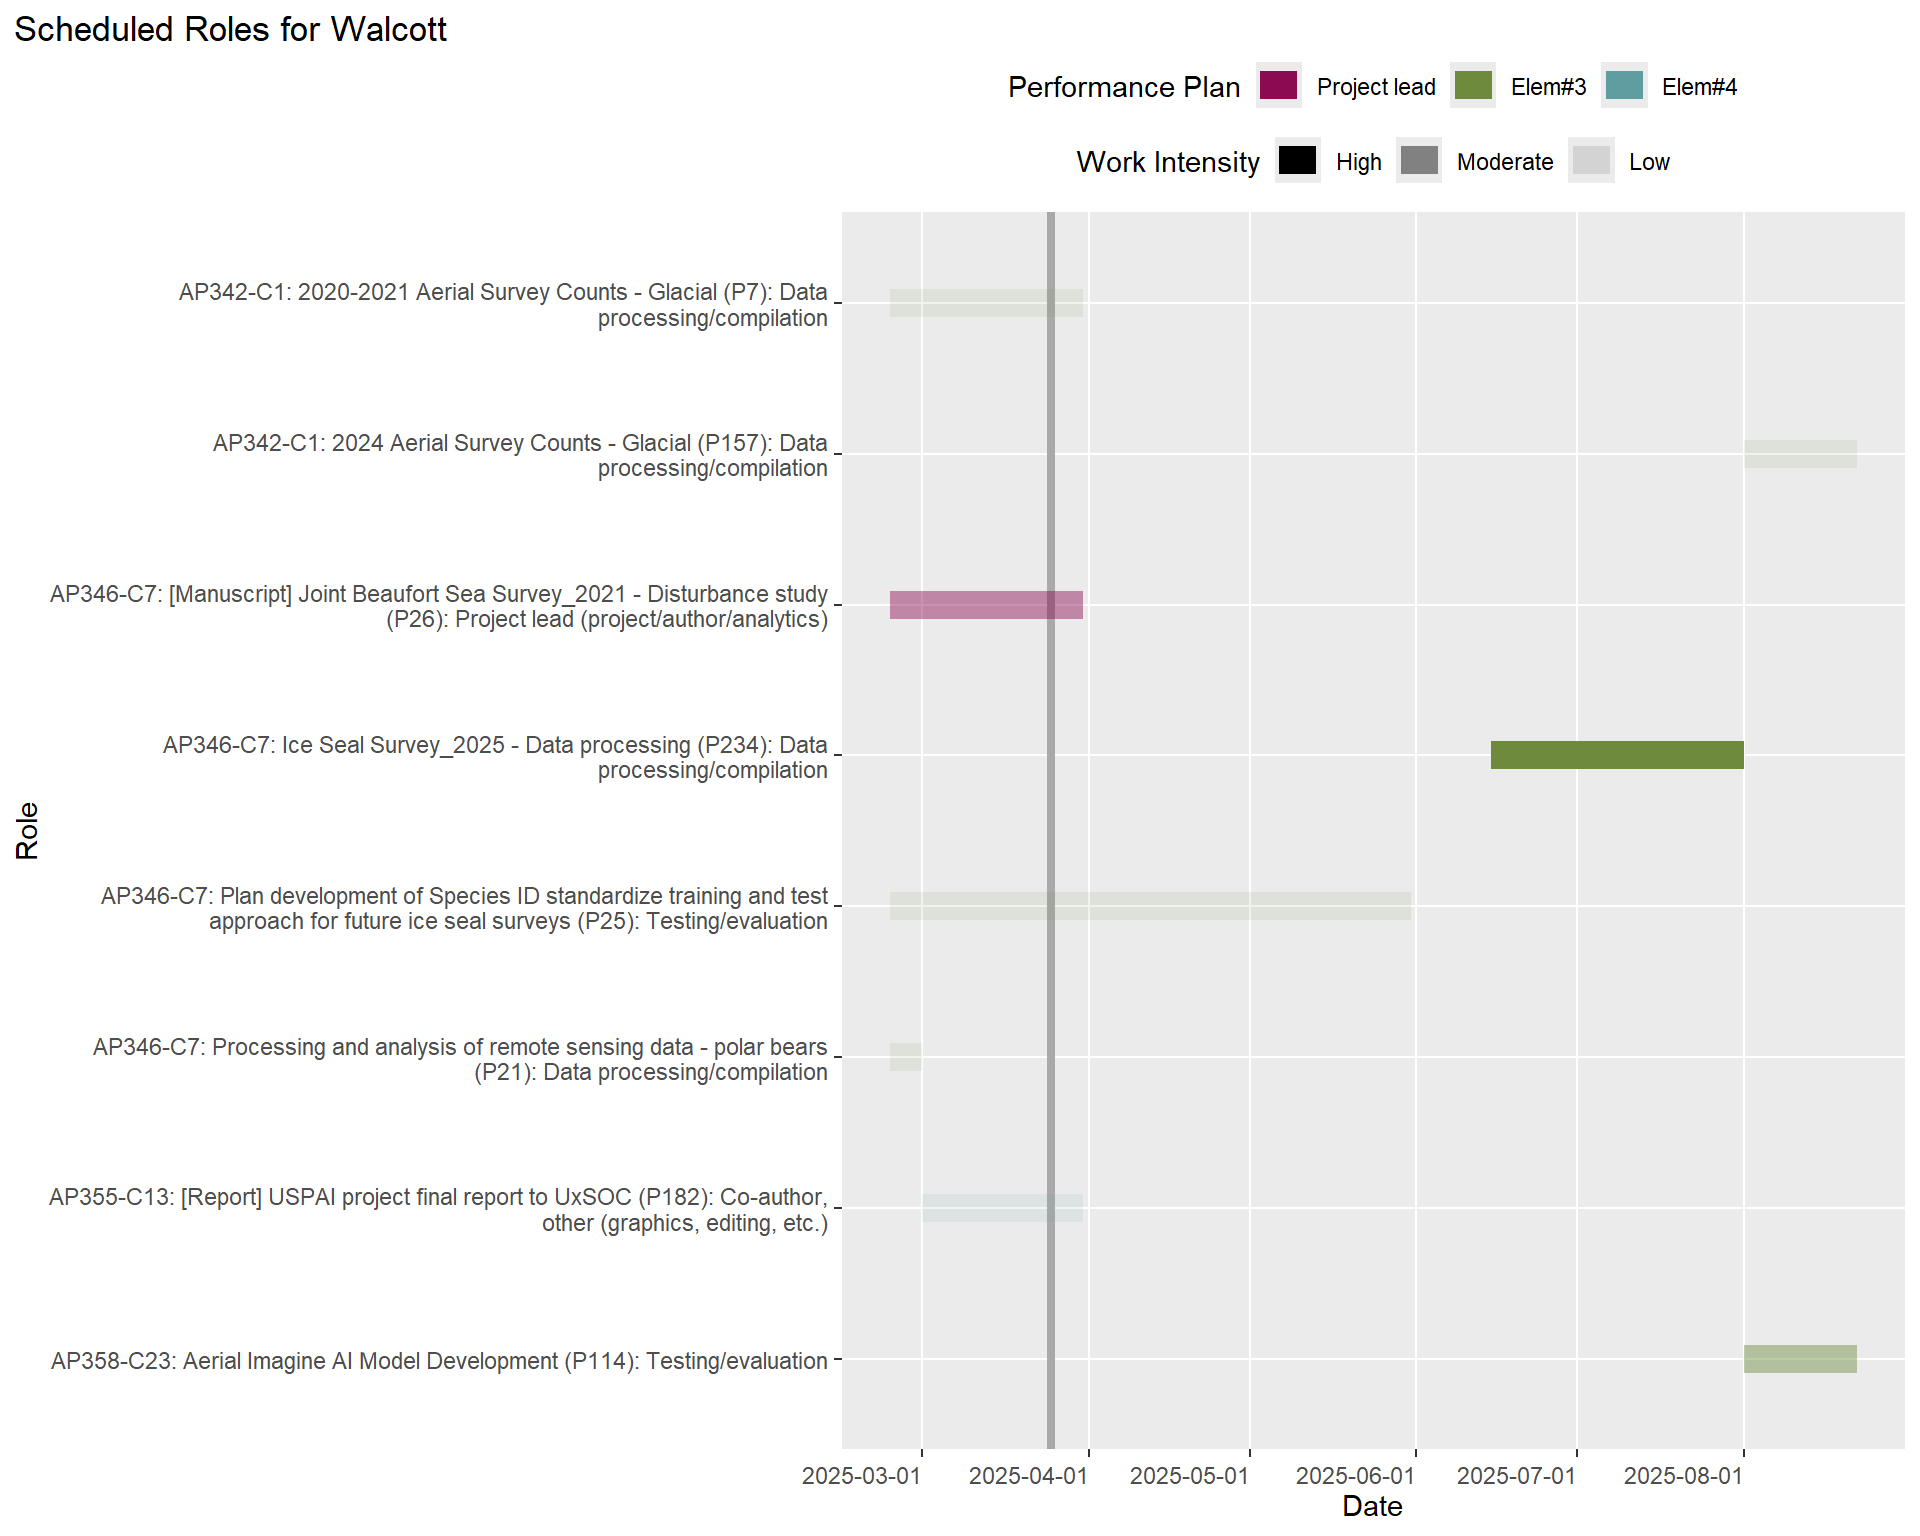 Scheduled Roles for Walcott
Performance Plan Project lead Elem#3 Elem#4
Work Intensity High Moderate Low
AP342-C1: 2020-2021 Aerial Survey Counts - Glacial (P7): Data
processing/compilation
AP342-C1: 2024 Aerial Survey Counts - Glacial (P157): Data
processing/compilation
AP346-C7: [Manuscript] Joint Beaufort Sea Survey_2021 - Disturbance study
(P26): Project lead (project/author/analytics)
AP346-C7: Ice Seal Survey_2025 - Data processing (P234): Data
processing/compilation
Role
AP346-C7: Plan development of Species ID standardize training and test
approach for future ice seal surveys (P25): Testing/evaluation
AP346-C7: Processing and analysis of remote sensing data - polar bears
(P21): Data processing/compilation
AP355-C13: [Report] USPAI project final report to UxSOC (P182): Co-author,
other (graphics, editing, etc.)
AP358-C23: Aerial Imagine AI Model Development (P114): Testing/evaluation
2025-03-01 2025-04-01 2025-05-01 2025-06-01 2025-07-01 2025-08-01
Date